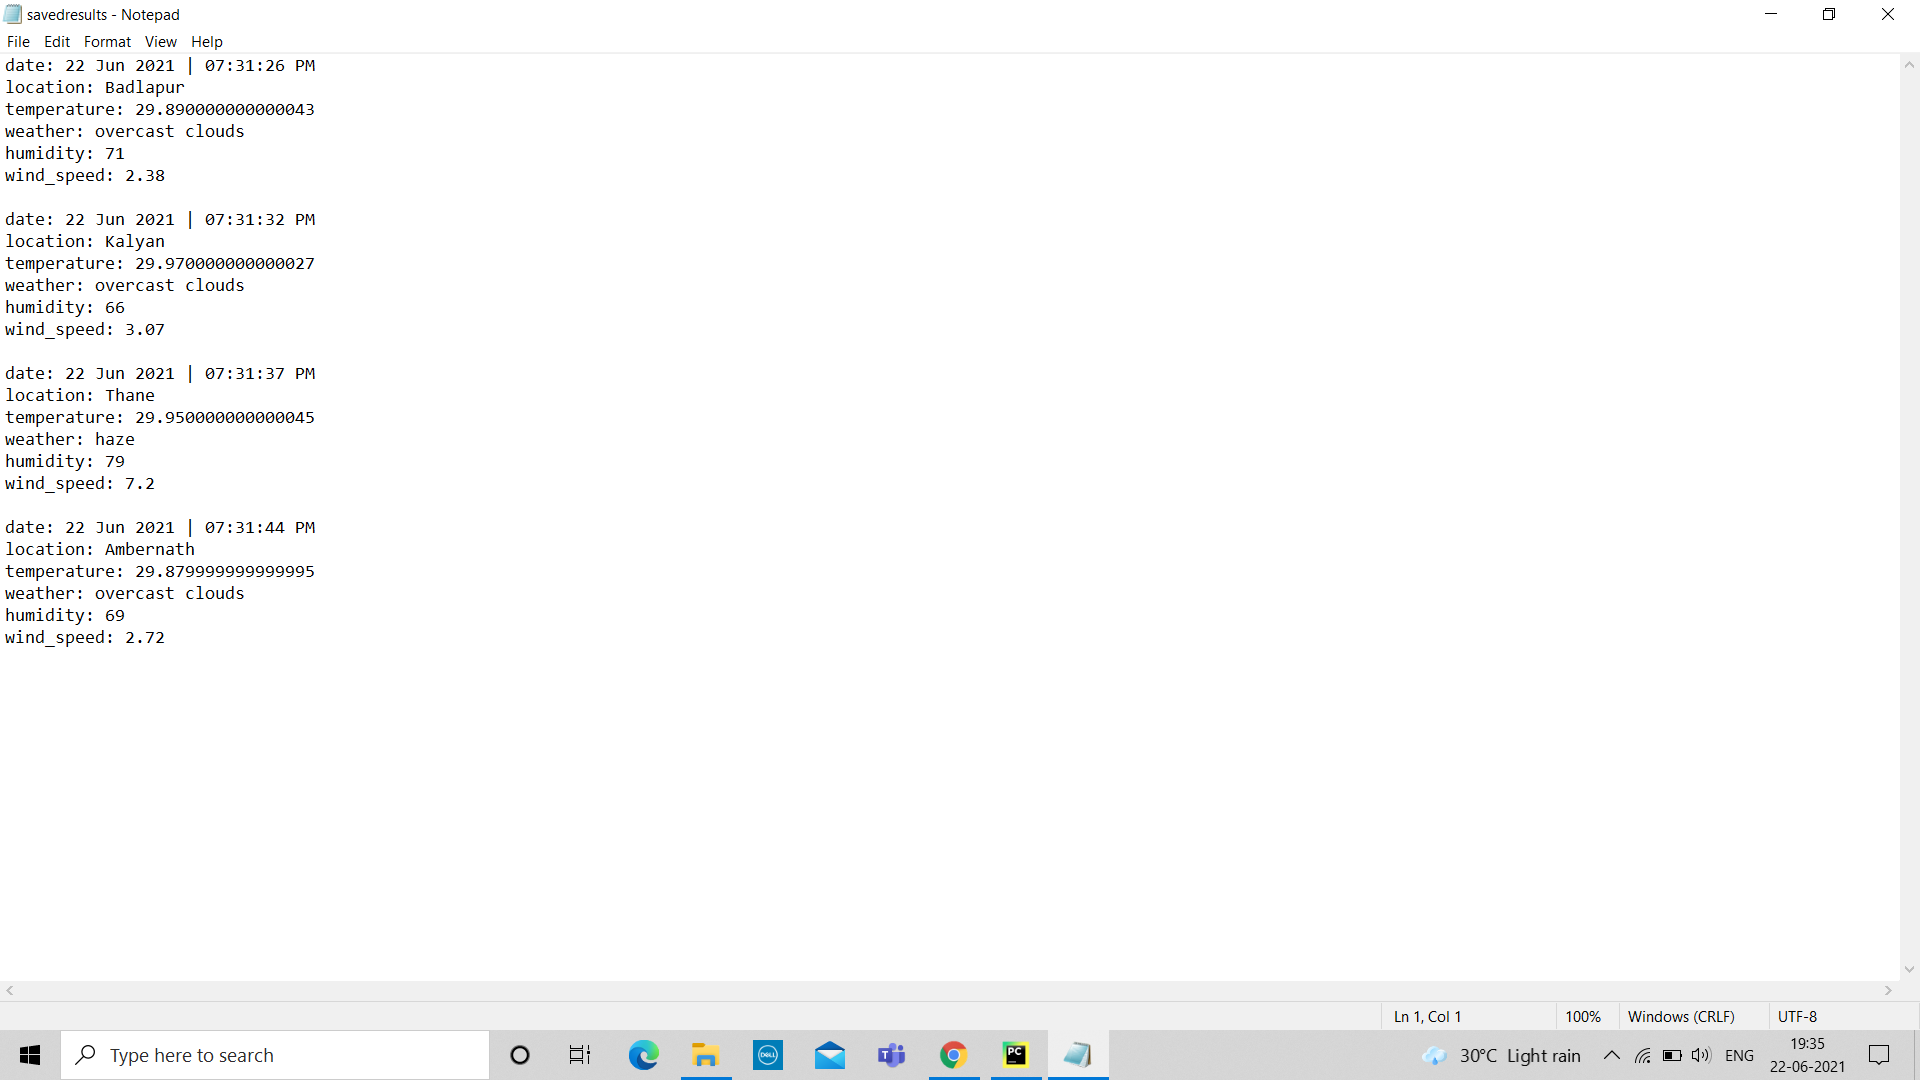 savedresults - Notepad
File Edit Format View Help
date: 22 Jun 2021 | 07:31:26 PM
location: Badlapur
temperature: 29.890000000000043
weather: overcast clouds
humidity: 71
wind_speed: 2.38

date: 22 Jun 2021 | 07:31:32 PM
location: Kalyan
temperature: 29.970000000000027
weather: overcast clouds
humidity: 66
wind_speed: 3.07

date: 22 Jun 2021 | 07:31:37 PM
location: Thane
temperature: 29.950000000000045
weather: haze
humidity: 79
wind_speed: 7.2

date: 22 Jun 2021 | 07:31:44 PM
location: Ambernath
temperature: 29.879999999999995
weather: overcast clouds
humidity: 69
wind_speed: 2.72
Ln 1, Col 1 100% Windows (CRLF) UTF-8
Type here to search DELL T PC 30°C Light rain ENG 19:35
22-06-2021